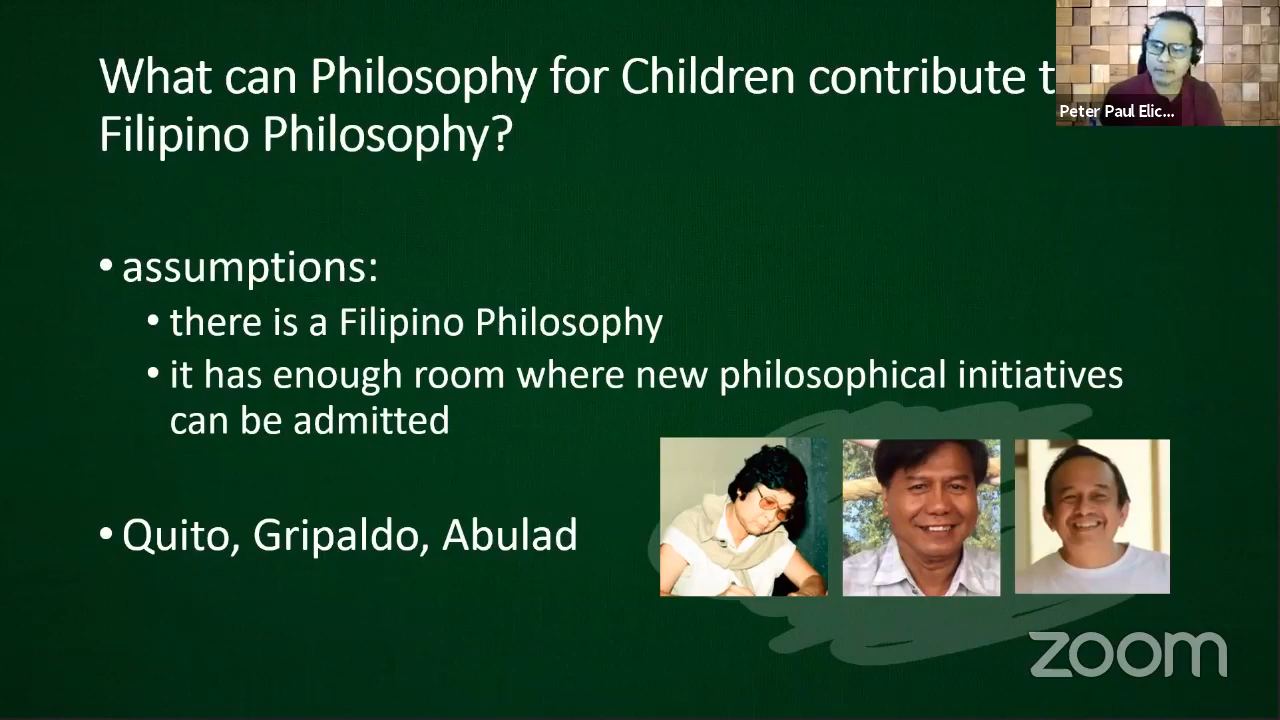 What can Philosophy for Children contribute t
Filipino Philosophy?
Peter Paul Elic...
• assumptions:
• there is a Filipino Philosophy
• it has enough room where new philosophical initiatives
can be admitted
• Quito, Gripaldo, Abulad
zoom